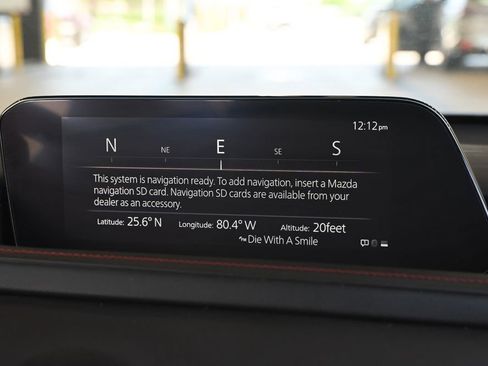 12:12pm
N NE E SE S
This system is navigation ready. To add navigation, insert a Mazda
navigation SD card. Navigation SD cards are available from your
dealer as an accessory.
Latitude: 25.6° N Longitude: 80.4° W Altitude: 20feet
Die With A Smile